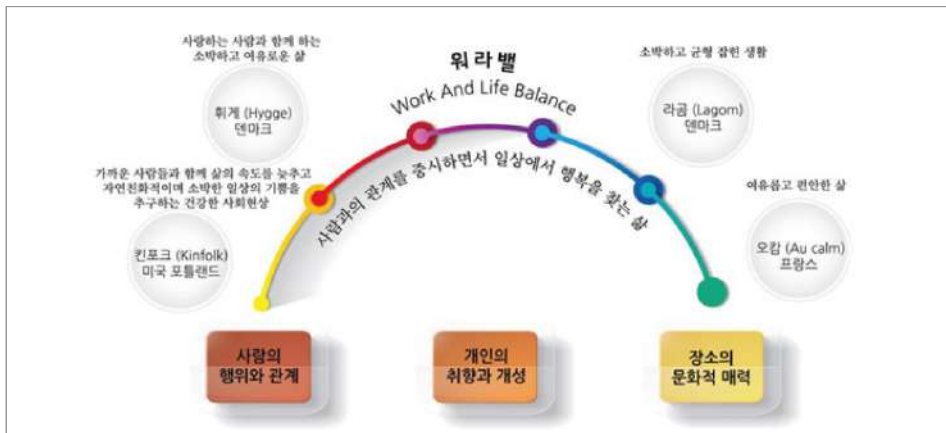 사랑하는 사람과 함께 하는
소박하고 여유로운 삶
휘게 (Hygge)
덴마크
가까운 사람들과 함께 삶의 속도를 늦추고
자연친화적이며 소박한 일상의 기쁨을
추구하는 건강한 사회현상
킨포크 (Kinfolk)
미국 포틀랜드
워라밸
Work And Life Balance
사람과의 관계를 중시하면서 일상에서 행복을 찾는 삶
소박하고 균형 잡힌 생활
라곰 (Lagom)
덴마크
여유롭고 편안한 삶
오캄 (Au calm)
프랑스
사람의
행위와 관계
개인의
취향과 개성
장소의
문화적 매력